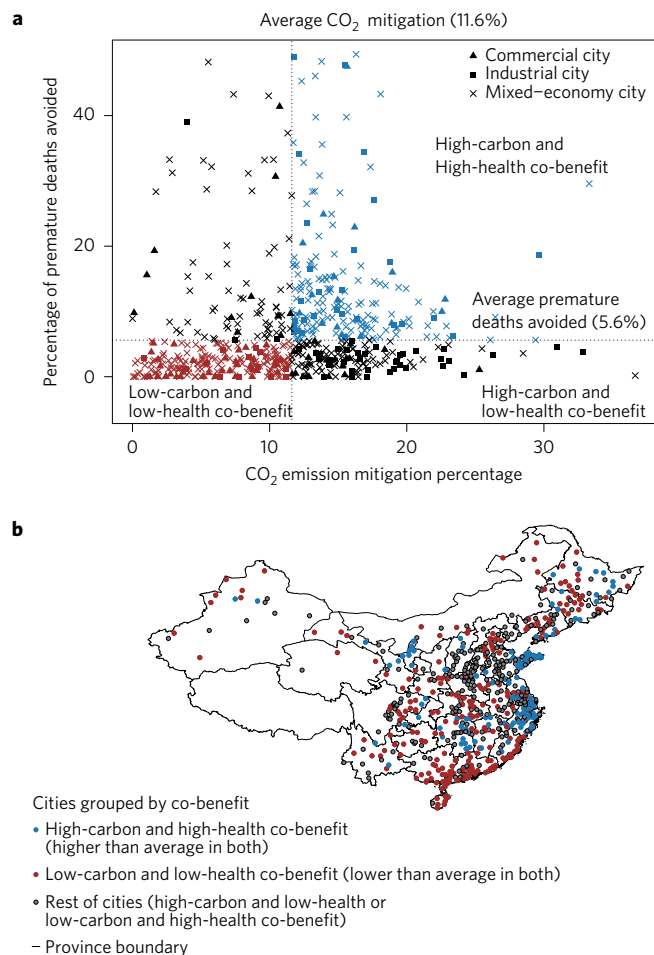 a
Average CO₂ mitigation (11.6%)
Percentage of premature deaths avoided
40
20
0
▲ Commercial city
■ Industrial city
× Mixed–economy city
High-carbon and
High-health co-benefit
Average premature
deaths avoided (5.6%)
Low-carbon and
low-health co-benefit
High-carbon and
low-health co-benefit
0
10
20
30
CO₂ emission mitigation percentage
b
Cities grouped by co-benefit
High-carbon and high-health co-benefit
(higher than average in both)
Low-carbon and low-health co-benefit (lower than average in both)
Rest of cities (high-carbon and low-health or
low-carbon and high-health co-benefit)
Province boundary